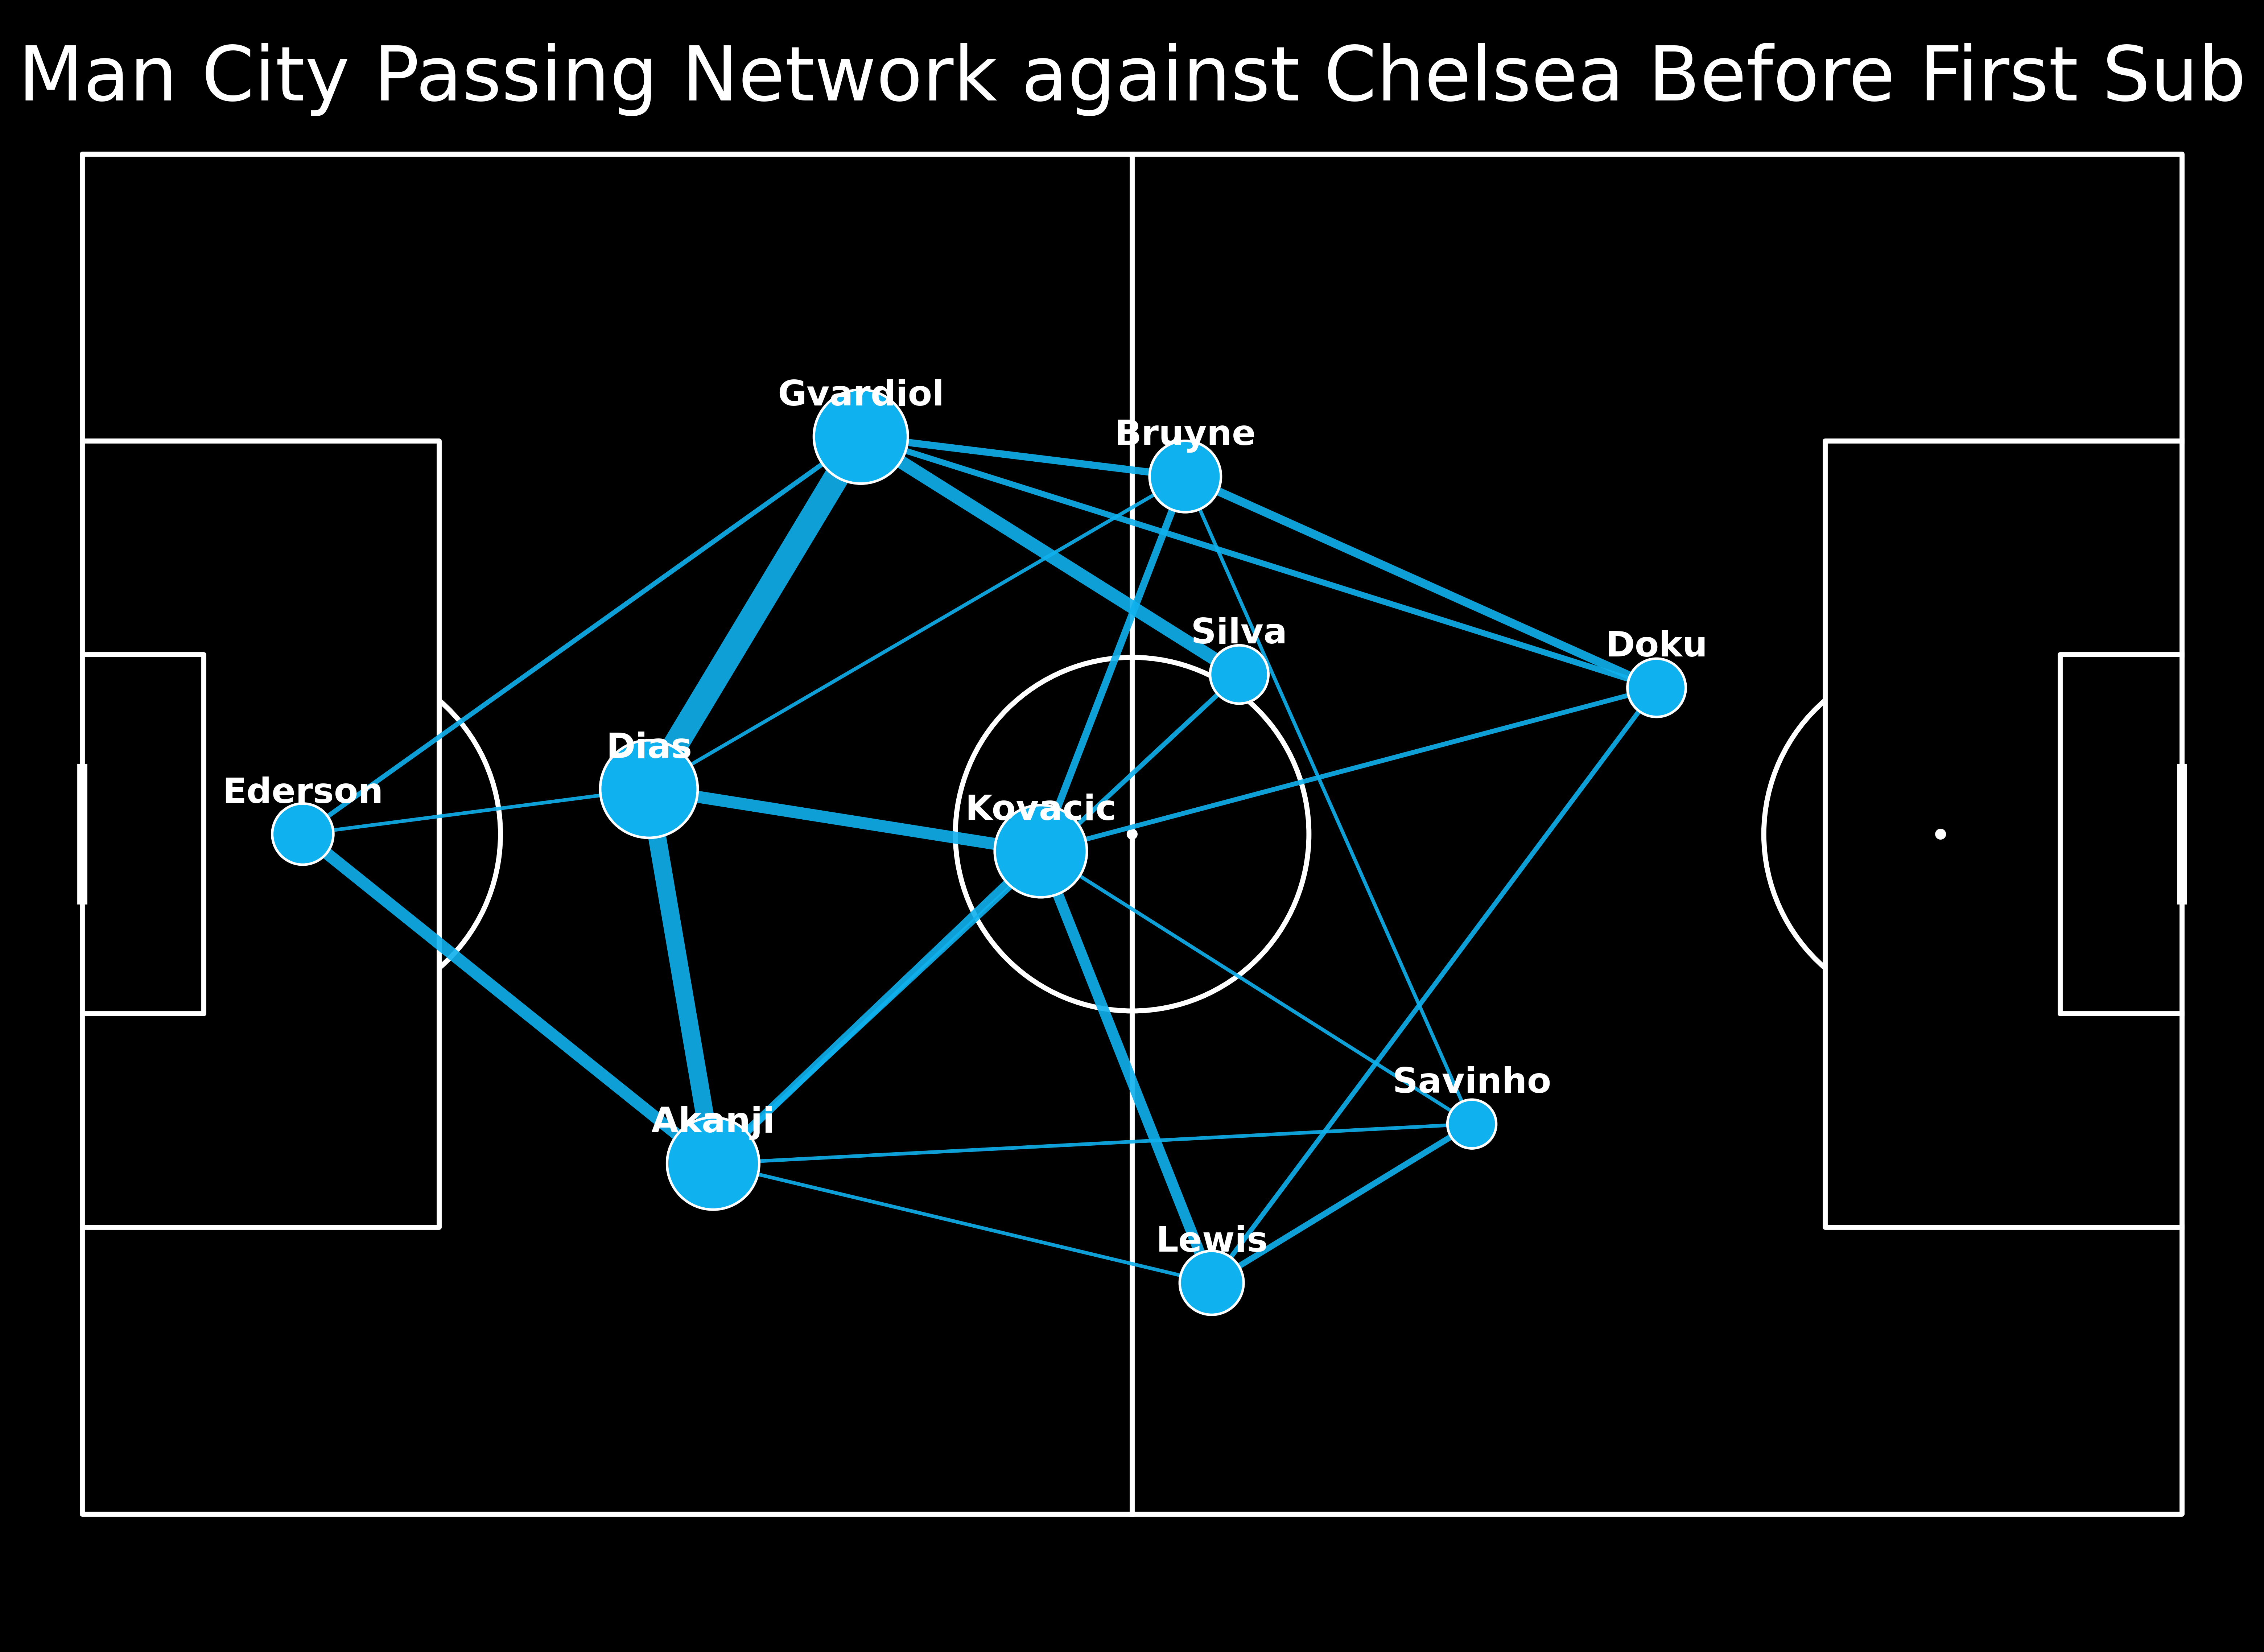 Man City Passing Network against Chelsea Before First Sub
Gvardiol
Bruyne
Silva
Doku
Dias
Ederson
Kovacic
Savinho
Akanji
Lewis